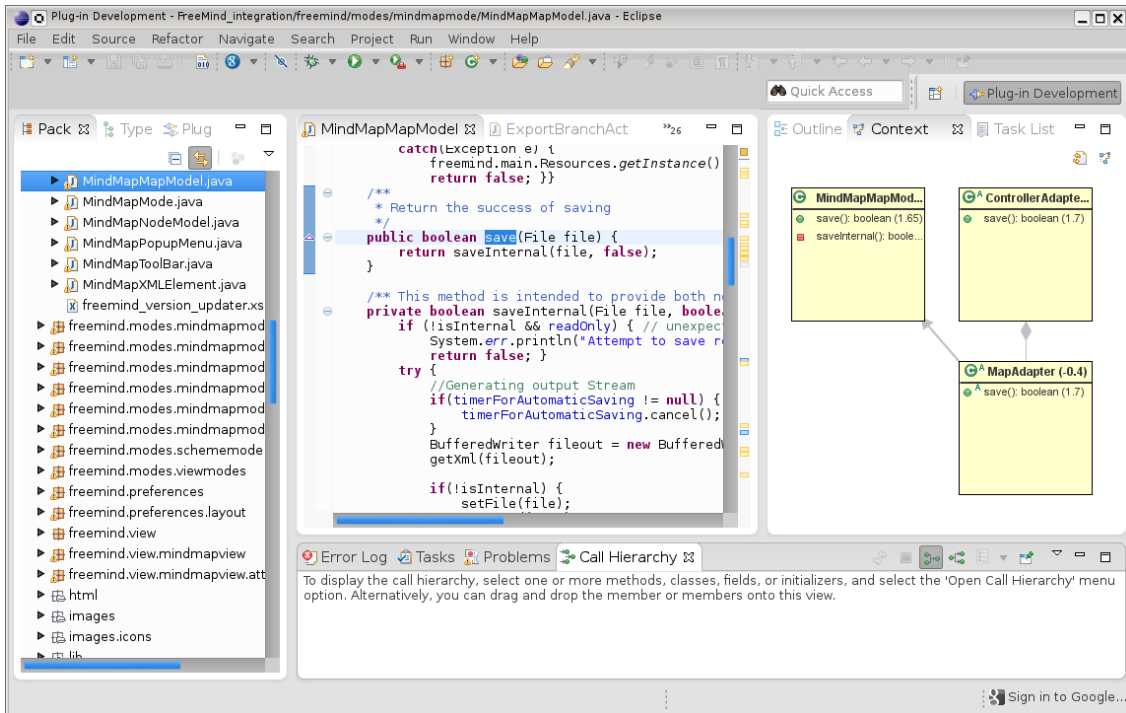 Plug-in Development - FreeMind_integration/freemind/modes/mindmapmode/MindMapMapModel.java - Eclipse
File Edit Source Refactor Navigate Search Project Run Window Help
Quick Access
Plug-in Development
Pack
Type
Plug
MindMapMapModel.java
MindMapMode.java
MindMapNodeModel.java
MindMapPopupMenu.java
MindMapToolBar.java
MindMapXMLElement.java
freemind_version_updater.xs
freemind.modes.mindmapmod
freemind.modes.mindmapmod
freemind.modes.mindmapmod
freemind.modes.mindmapmod
freemind.modes.mindmapmod
freemind.modes.mindmapmod
freemind.modes.schememode
freemind.modes.viewmodes
freemind.preferences
freemind.preferences.layout
freemind.view
freemind.view.mindmapview
freemind.view.mindmapview.att
html
images
images.icons
lib
MindMapMapModel
ExportBranchAct
»26
catch(Exception e) {
freemind.main.Resources.getInstance()
return false; }}
/**
* Return the success of saving
*/
public boolean save(File file) {
return saveInternal(file, false);
}
/** This method is intended to provide both n
private boolean saveInternal(File file, boole
if (!isInternal && readOnly) { // unexpec
System.err.println("Attempt to save r
return false; }
try {
//Generating output Stream
if(timerForAutomaticSaving != null) {
timerForAutomaticSaving.cancel();
}
BufferedWriter fileout = new BufferedW
getXml(fileout);
if(!isInternal) {
setFile(file);
Outline
Context
Task List
MindMapMapMod...
save(): boolean (1.65)
saveInternal(): boole...
ControllerAdapte...
save(): boolean (1.7)
MapAdapter (-0.4)
save(): boolean (1.7)
Error Log
Tasks
Problems
Call Hierarchy
To display the call hierarchy, select one or more methods, classes, fields, or initializers, and select the 'Open Call Hierarchy' menu
option. Alternatively, you can drag and drop the member or members onto this view.
Sign in to Google...